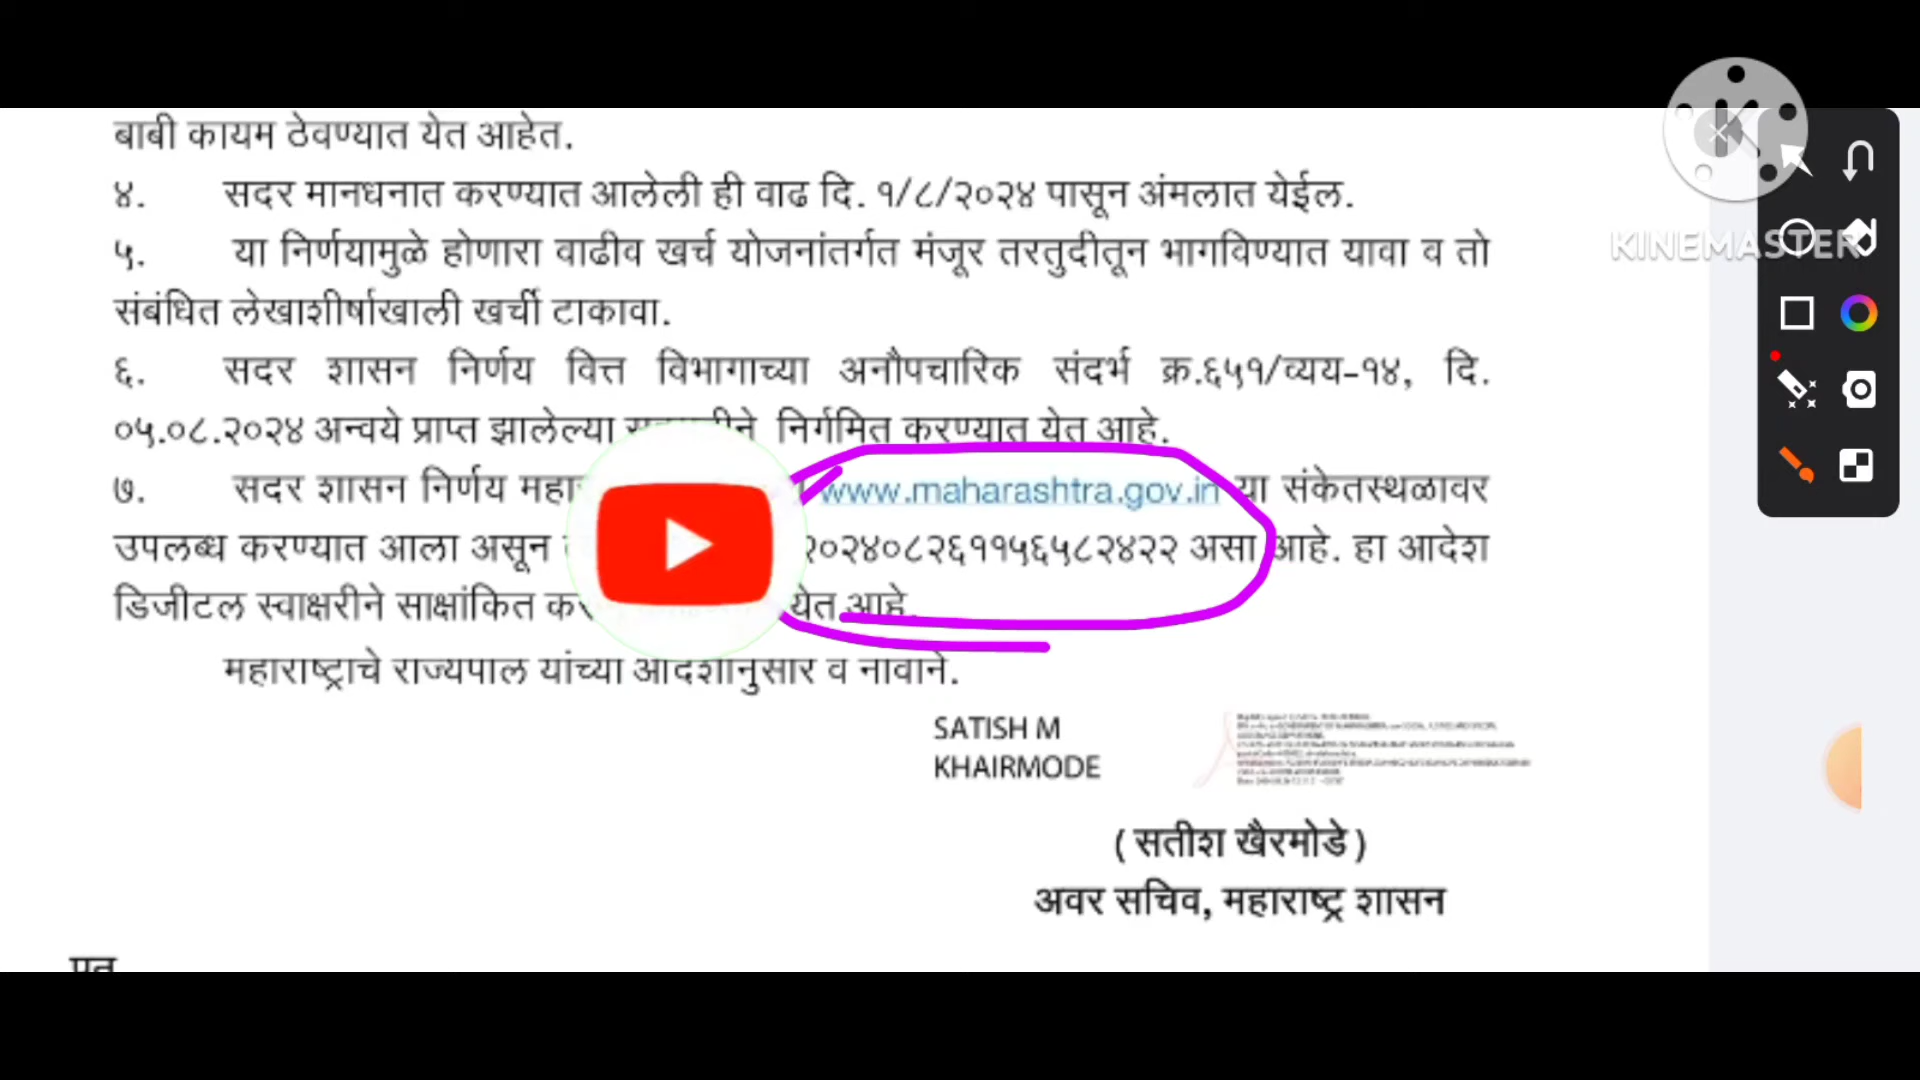 बाबी कायम ठेवण्यात येत आहेत.
४. सदर मानधनात करण्यात आलेली ही वाढ दि. १/८/२०२४ पासून अंमलात येईल.
५. या निर्णयामुळे होणारा वाढीव खर्च योजनांतर्गत मंजूर तरतुदीतून भागविण्यात यावा व तो
संबंधित लेखाशीर्षाखाली खर्ची टाकावा.
६. सदर शासन निर्णय वित्त विभागाच्या अनौपचारिक संदर्भ क्र.६५१/व्यय-१४, दि.
०५.०८.२०२४ अन्वये प्राप्त झालेल्या निर्गमित करण्यात येत आहे.
७. सदर शासन निर्णय www.maharashtra.gov.in या संकेतस्थळावर
उपलब्ध करण्यात आला असून २०२४०८२६११५६५८२४२२ असा आहे. हा आदेश
डिजीटल स्वाक्षरीने साक्षांकित येत आहे.
महाराष्ट्राचे राज्यपाल यांच्या आदेशानुसार व नावाने.
SATISH M
KHAIRMODE
( सतीश खैरमोडे )
अवर सचिव, महाराष्ट्र शासन
KINEMASTER